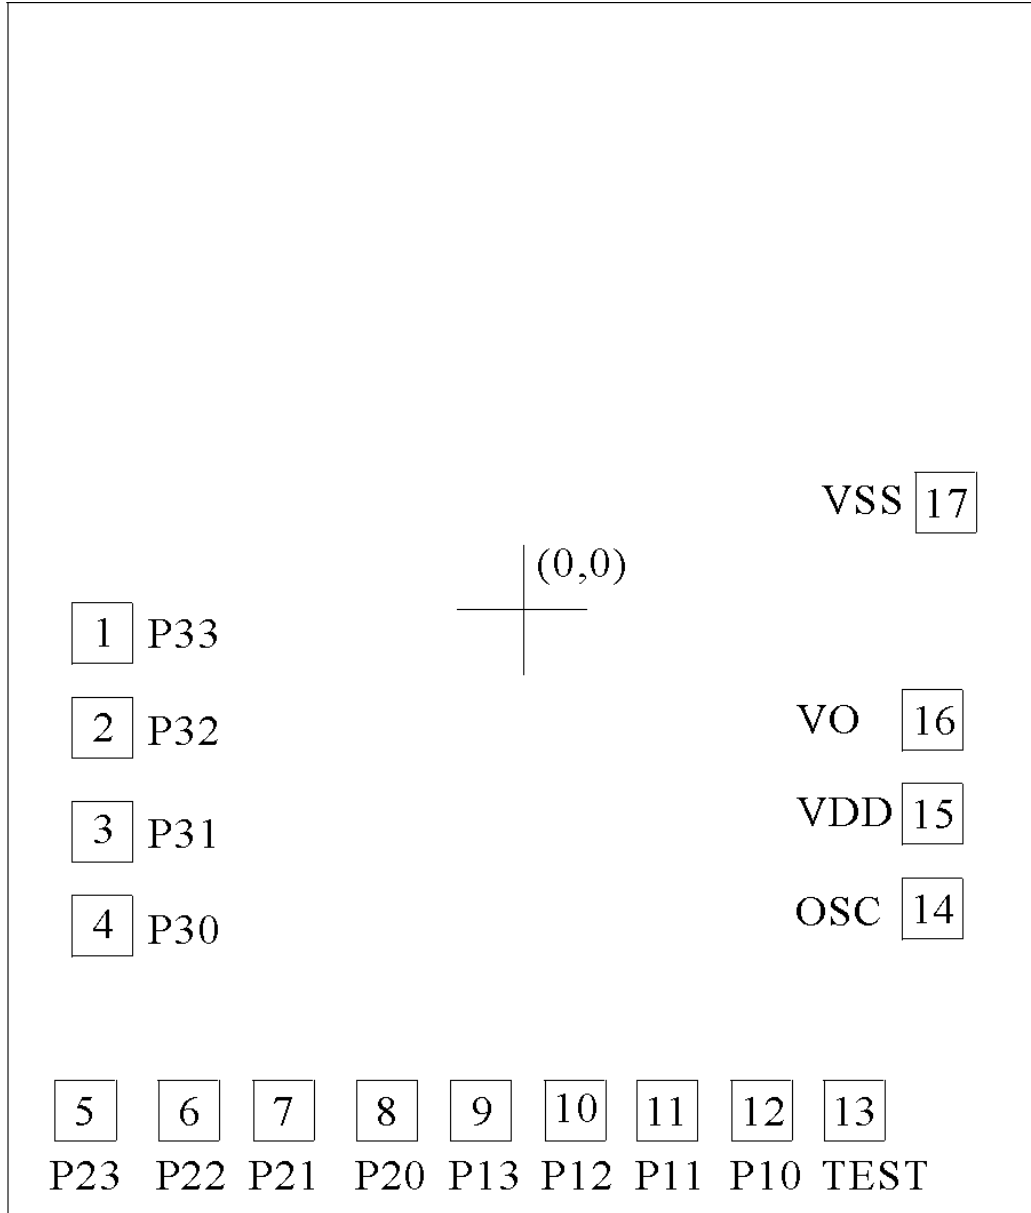 VSS 17
(0,0)
1 P33
2 P32
VO 16
3 P31
VDD 15
4 P30
OSC 14
5 6 7 8 9 10 11 12 13
P23 P22 P21 P20 P13 P12 P11 P10 TEST